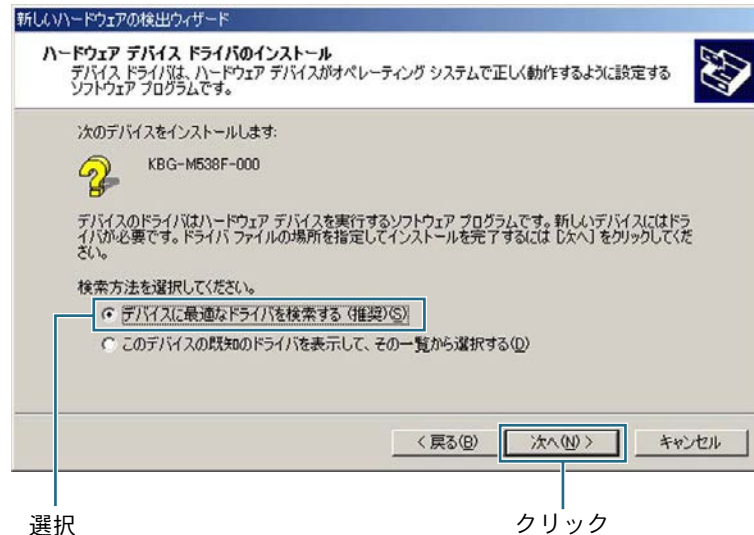 新しいハードウェアの検出ウィザード
ハードウェア デバイス ドライバのインストール
デバイス ドライバは、ハードウェア デバイスがオペレーティング システムで正しく動作するように設定する
ソフトウェア プログラムです。
次のデバイスをインストールします:
KBG-M538F-000
デバイスのドライバはハードウェア デバイスを実行するソフトウェア プログラムです。新しいデバイスにはドラ
イバが必要です。ドライバ ファイルの場所を指定してインストールを完了するには [次へ] をクリックしてくだ
さい。
検索方法を選択してください。
デバイスに最適なドライバを検索する (推奨)(S)
このデバイスの既知のドライバを表示して、その一覧から選択する(D)
< 戻る(B)
次へ(N) >
キャンセル
選択
クリック